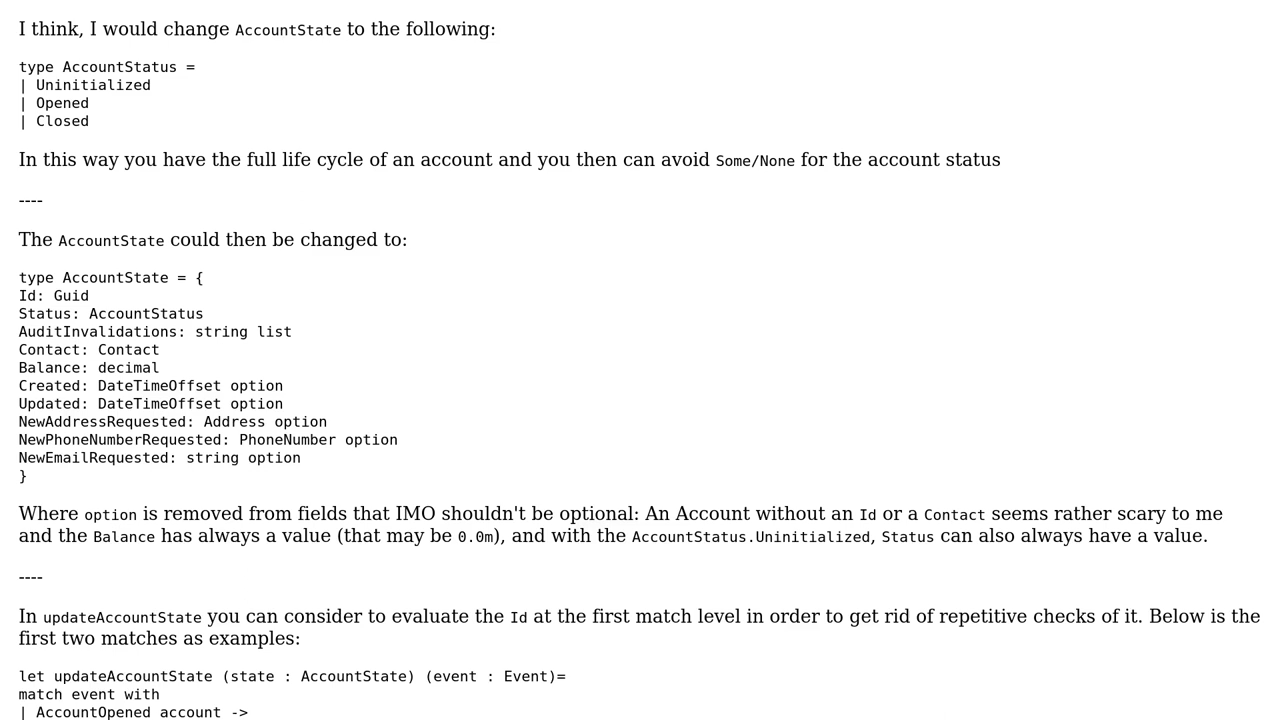 I think, I would change AccountState to the following:
type AccountStatus =
| Uninitialized
| Opened
| Closed
In this way you have the full life cycle of an account and you then can avoid Some/None for the account status
----
The AccountState could then be changed to:
type AccountState = {
Id: Guid
Status: AccountStatus
AuditInvalidations: string list
Contact: Contact
Balance: decimal
Created: DateTimeOffset option
Updated: DateTimeOffset option
NewAddressRequested: Address option
NewPhoneNumberRequested: PhoneNumber option
NewEmailRequested: string option
}
Where option is removed from fields that IMO shouldn't be optional: An Account without an Id or a Contact seems rather scary to me
and the Balance has always a value (that may be 0.0m), and with the AccountStatus.Uninitialized, Status can also always have a value.
----
In updateAccountState you can consider to evaluate the Id at the first match level in order to get rid of repetitive checks of it. Below is the
first two matches as examples:
let updateAccountState (state : AccountState) (event : Event)=
match event with
| AccountOpened account ->